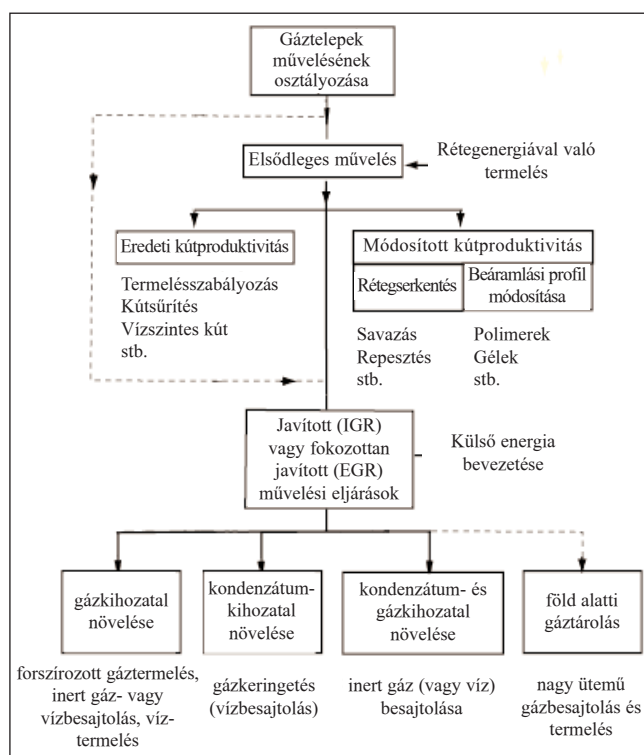 Gáztelepek
művelésének
osztályozása
Elsődleges művelés
Rétegenergiával való
termelés
Eredeti kútproduktivitás
Termelésszabályozás
Kútsűrítés
Vízszintes kút
stb.
Módosított kútproduktivitás
Rétegserkentés
Beáramlási profil
módosítása
Savazás
Repesztés
stb.
Polimerek
Gélek
stb.
Javított (IGR)
vagy fokozottan
javított (EGR)
művelési eljárások
Külső energia
bevezetése
gázkihozatal
növelése
kondenzátum-
kihozatal
növelése
kondenzátum- és
gázkihozatal
növelése
föld alatti
gáztárolás
forszírozott gáztermelés,
inert gáz- vagy
vízbesajtolás, víz-
termelés
gázkeringetés
(vízbesajtolás)
inert gáz (vagy víz)
besajtolása
nagy ütemű
gázbesajtolás és
termelés